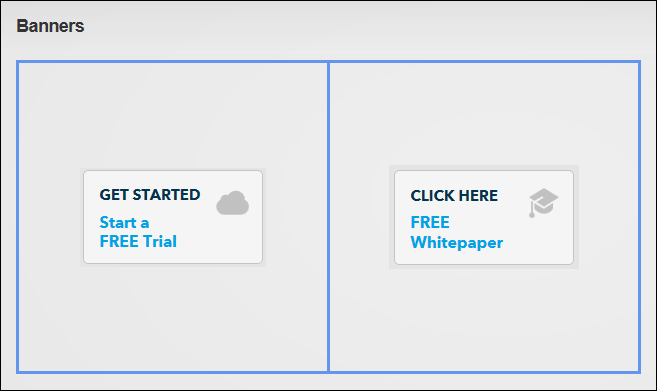 Banners
GET STARTED
Start a
FREE Trial
CLICK HERE
FREE
Whitepaper